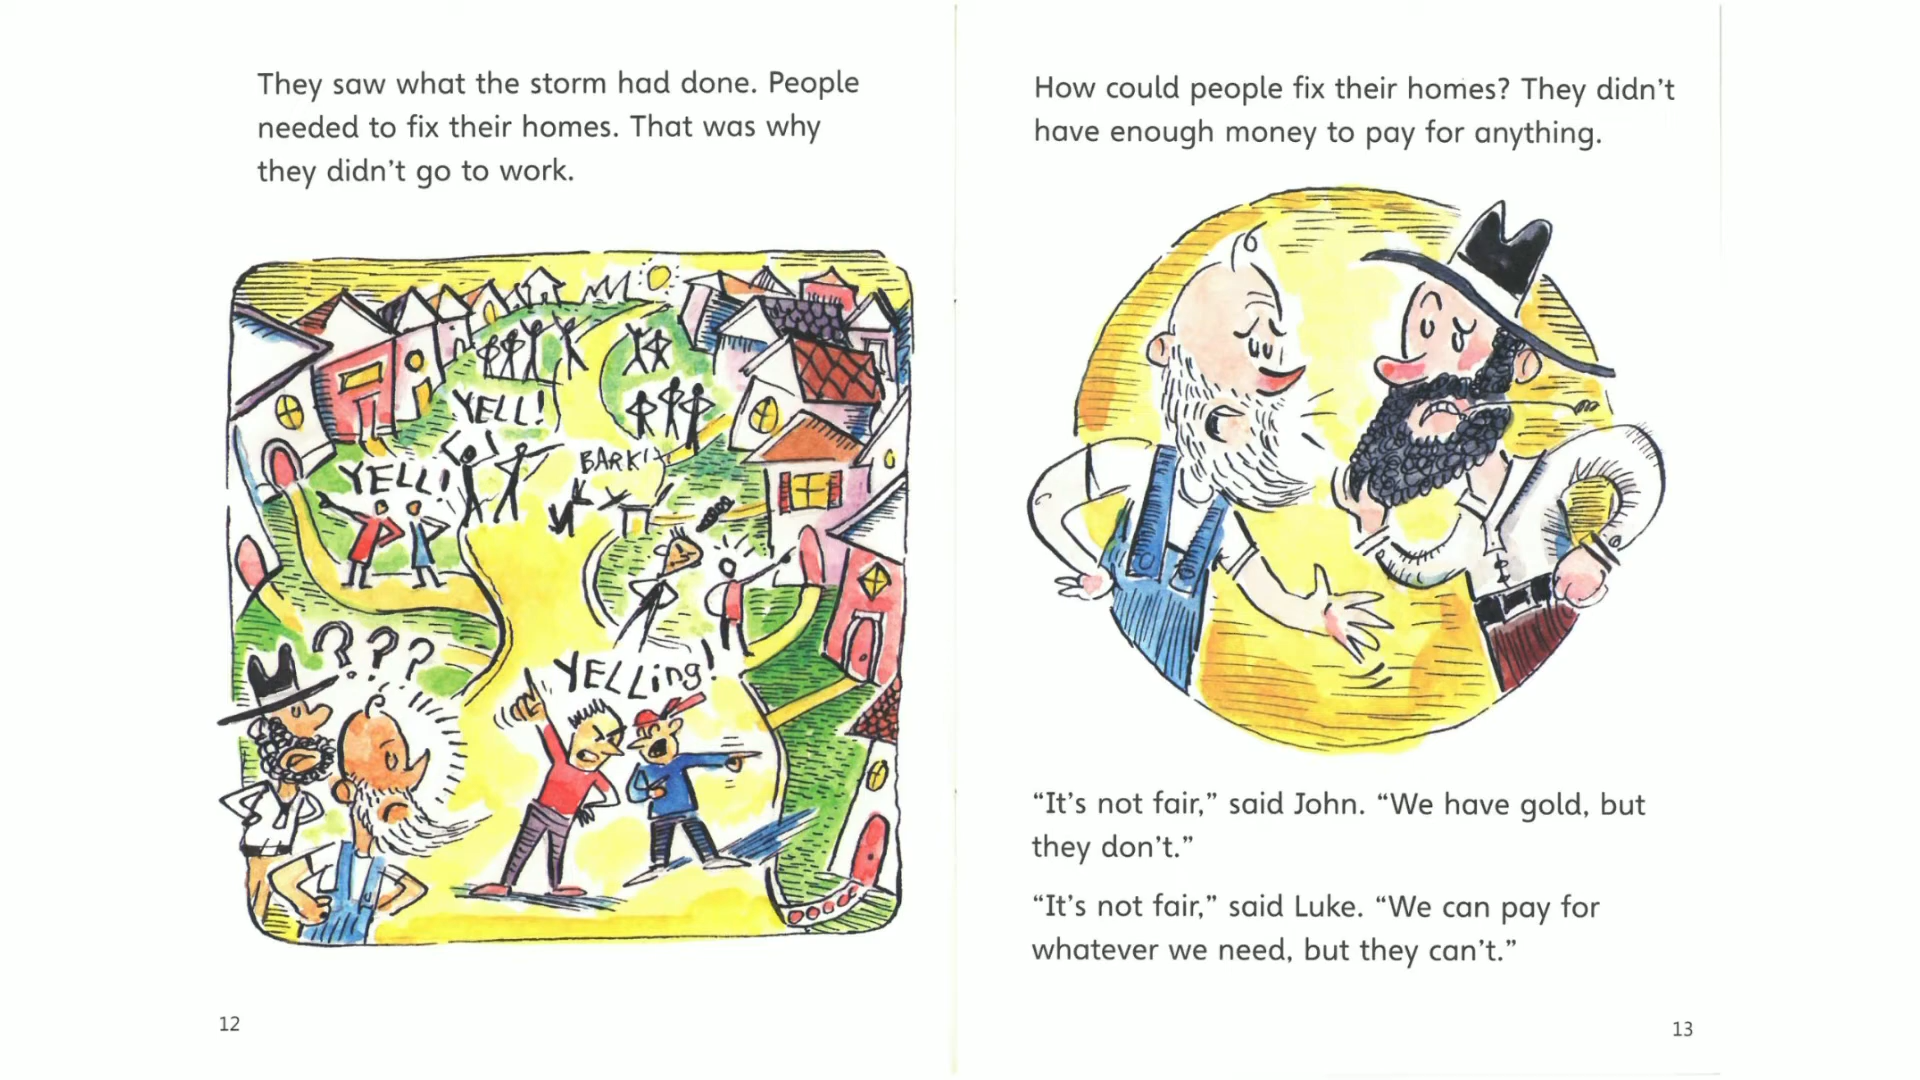 They saw what the storm had done. People
needed to fix their homes. That was why
they didn't go to work.
YELL!
YELL!
BARK!
???
YELLing!
12
How could people fix their homes? They didn't
have enough money to pay for anything.
“It's not fair,” said John. “We have gold, but
they don't.”
“It's not fair,” said Luke. “We can pay for
whatever we need, but they can't.”
13